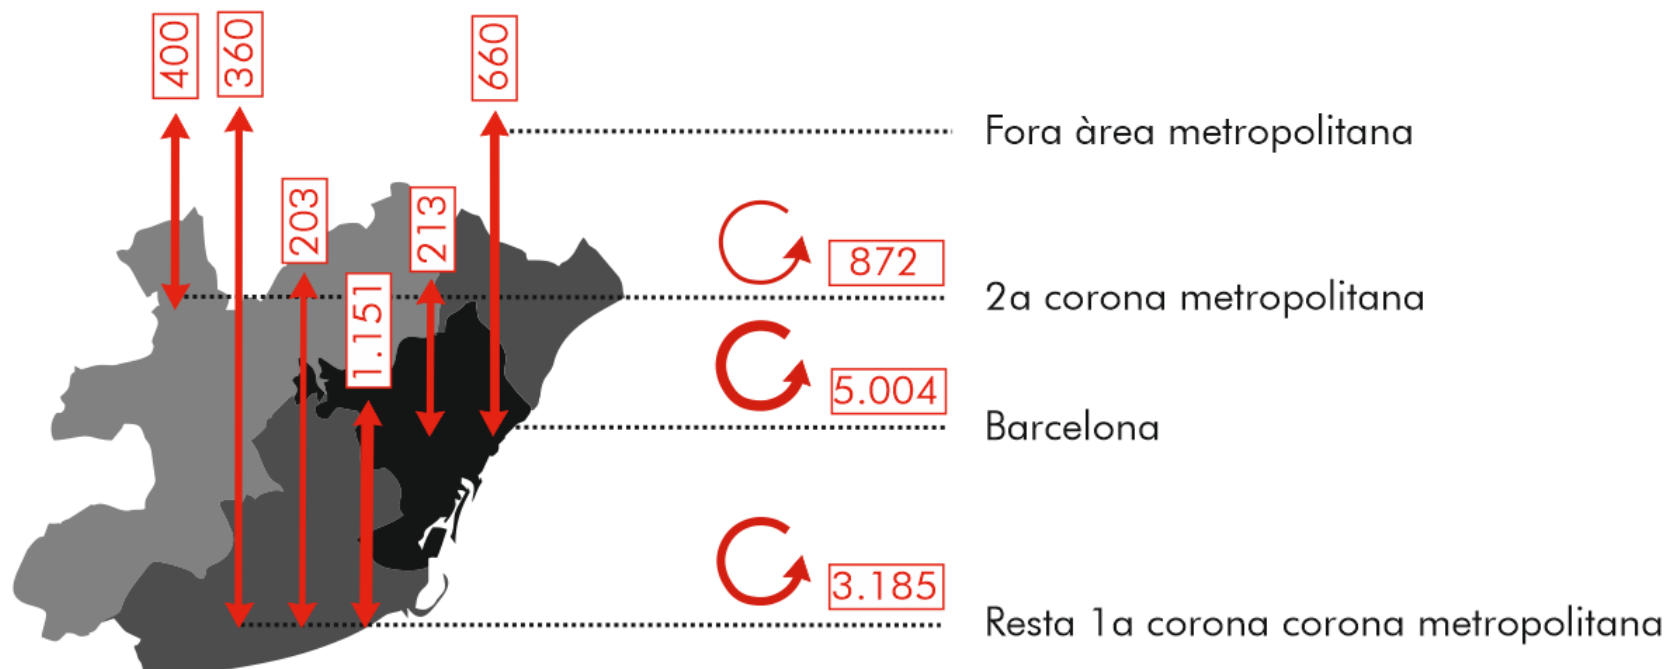 400
360
660
Fora àrea metropolitana
203
213
872
1.151
2a corona metropolitana
5.004
Barcelona
3.185
Resta 1a corona corona metropolitana